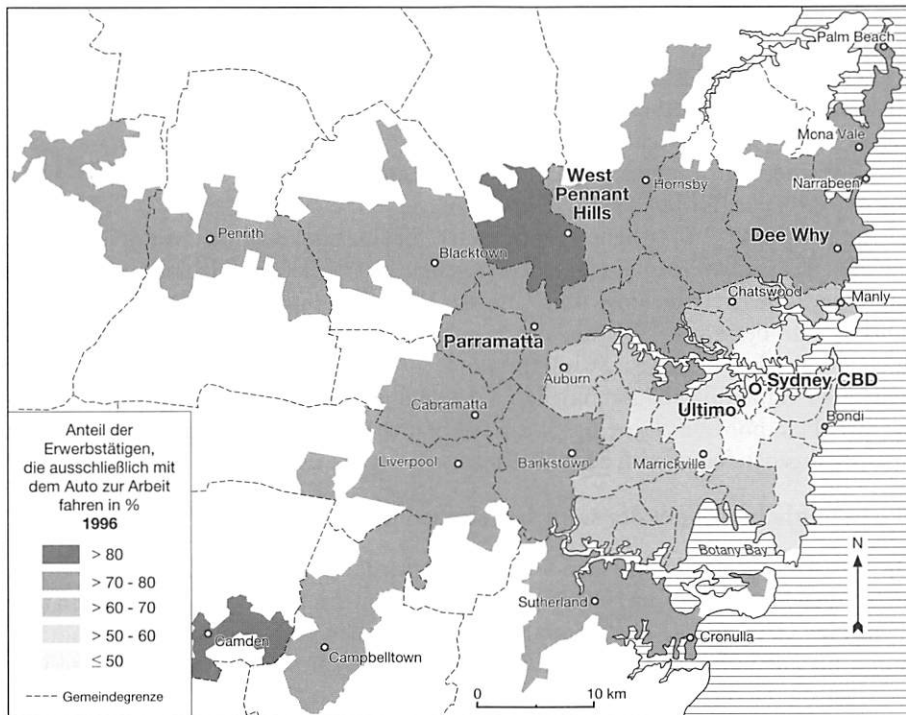 Palm Beach
Mona Vale
West
Pennant
Hills
Hornsby
Narrabeen
Penrith
Dee Why
Blacktown
Chatswood
Manly
Parramatta
Auburn
Sydney CBD
Cabramatta
Ultimo
Bondi
Liverpool
Bankstown
Marrickville
Anteil der
Erwerbstätigen,
die ausschließlich mit
dem Auto zur Arbeit
fahren in %
1996
> 80
> 70 - 80
> 60 - 70
> 50 - 60
≤ 50
Gemeindegrenze
Botany Bay
N
Sutherland
Camden
Campbelltown
Cronulla
0 10 km